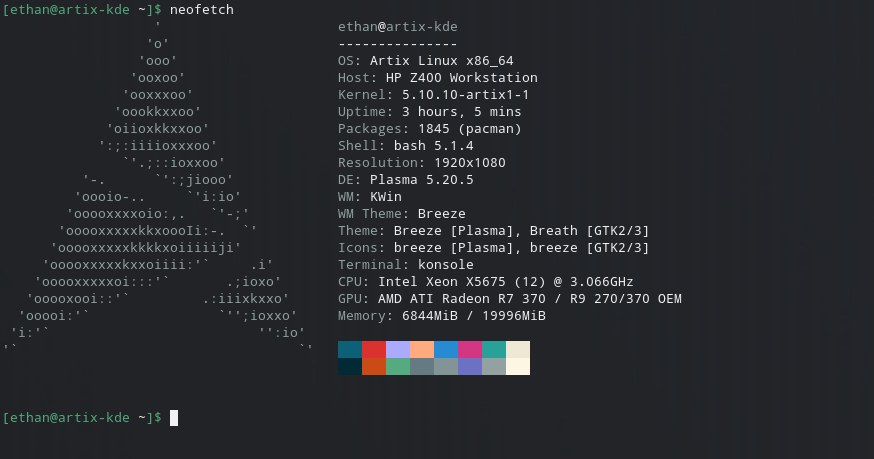 [ethan@artix-kde ~]$ neofetch
                   '                      ethan@artix-kde
                  'o'                     ---------------
                 'ooo'                    OS: Artix Linux x86_64
                'ooxoo'                   Host: HP Z400 Workstation
               'ooxxxoo'                  Kernel: 5.10.10-artix1-1
              'oookkxxoo'                 Uptime: 3 hours, 5 mins
             'oiioxkkxxoo'                Packages: 1845 (pacman)
            ':;:iiiioxxxoo'               Shell: bash 5.1.4
               `'.;::ioxxoo'              Resolution: 1920x1080
          '-.      `':;jiooo'             DE: Plasma 5.20.5
         'oooio-..     `'i:io'            WM: KWin
        'ooooxxxxoio:,.   `'-;'           WM Theme: Breeze
       'ooooxxxxxkkxoooIi:-.  `'          Theme: Breeze [Plasma], Breath [GTK2/3]
      'ooooxxxxxkkkkxoiiiiiji'            Icons: breeze [Plasma], breeze [GTK2/3]
     'ooooxxxxxkxxoiiii:'`     .i'        Terminal: konsole
    'ooooxxxxxoi:::'`       .;ioxo'       CPU: Intel Xeon X5675 (12) @ 3.066GHz
   'ooooxooi::'`         .:iiixkxxo'      GPU: AMD ATI Radeon R7 370 / R9 270/370 OEM
  'ooooi:'`                `'';ioxxo'     Memory: 6844MiB / 19996MiB
 'i:'`                          '':io'
'`                                   `'
[ethan@artix-kde ~]$